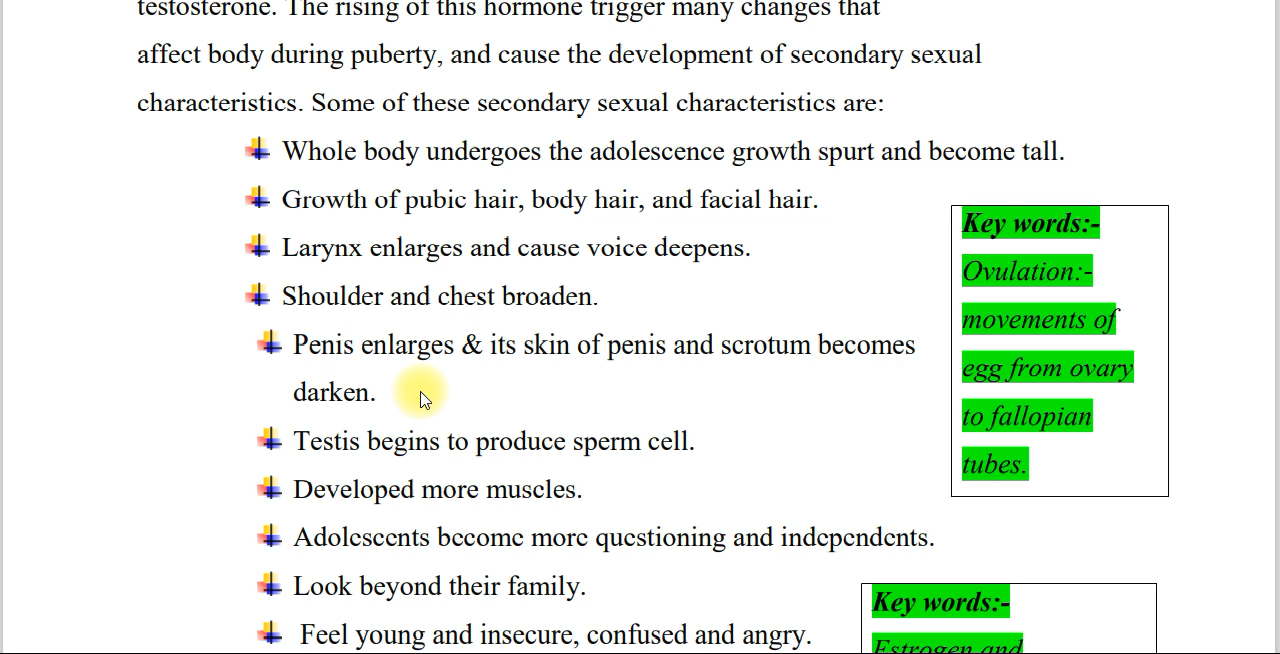 testosterone. The rising of this hormone trigger many changes that
affect body during puberty, and cause the development of secondary sexual
characteristics. Some of these secondary sexual characteristics are:
Whole body undergoes the adolescence growth spurt and become tall.
Growth of pubic hair, body hair, and facial hair.
Larynx enlarges and cause voice deepens.
Shoulder and chest broaden.
Penis enlarges & its skin of penis and scrotum becomes
darken.
Testis begins to produce sperm cell.
Developed more muscles.
Adolescents become more questioning and independents.
Look beyond their family.
Feel young and insecure, confused and angry.
Key words:-
Ovulation:-
movements of
egg from ovary
to fallopian
tubes.
Key words:-
Estrogen and